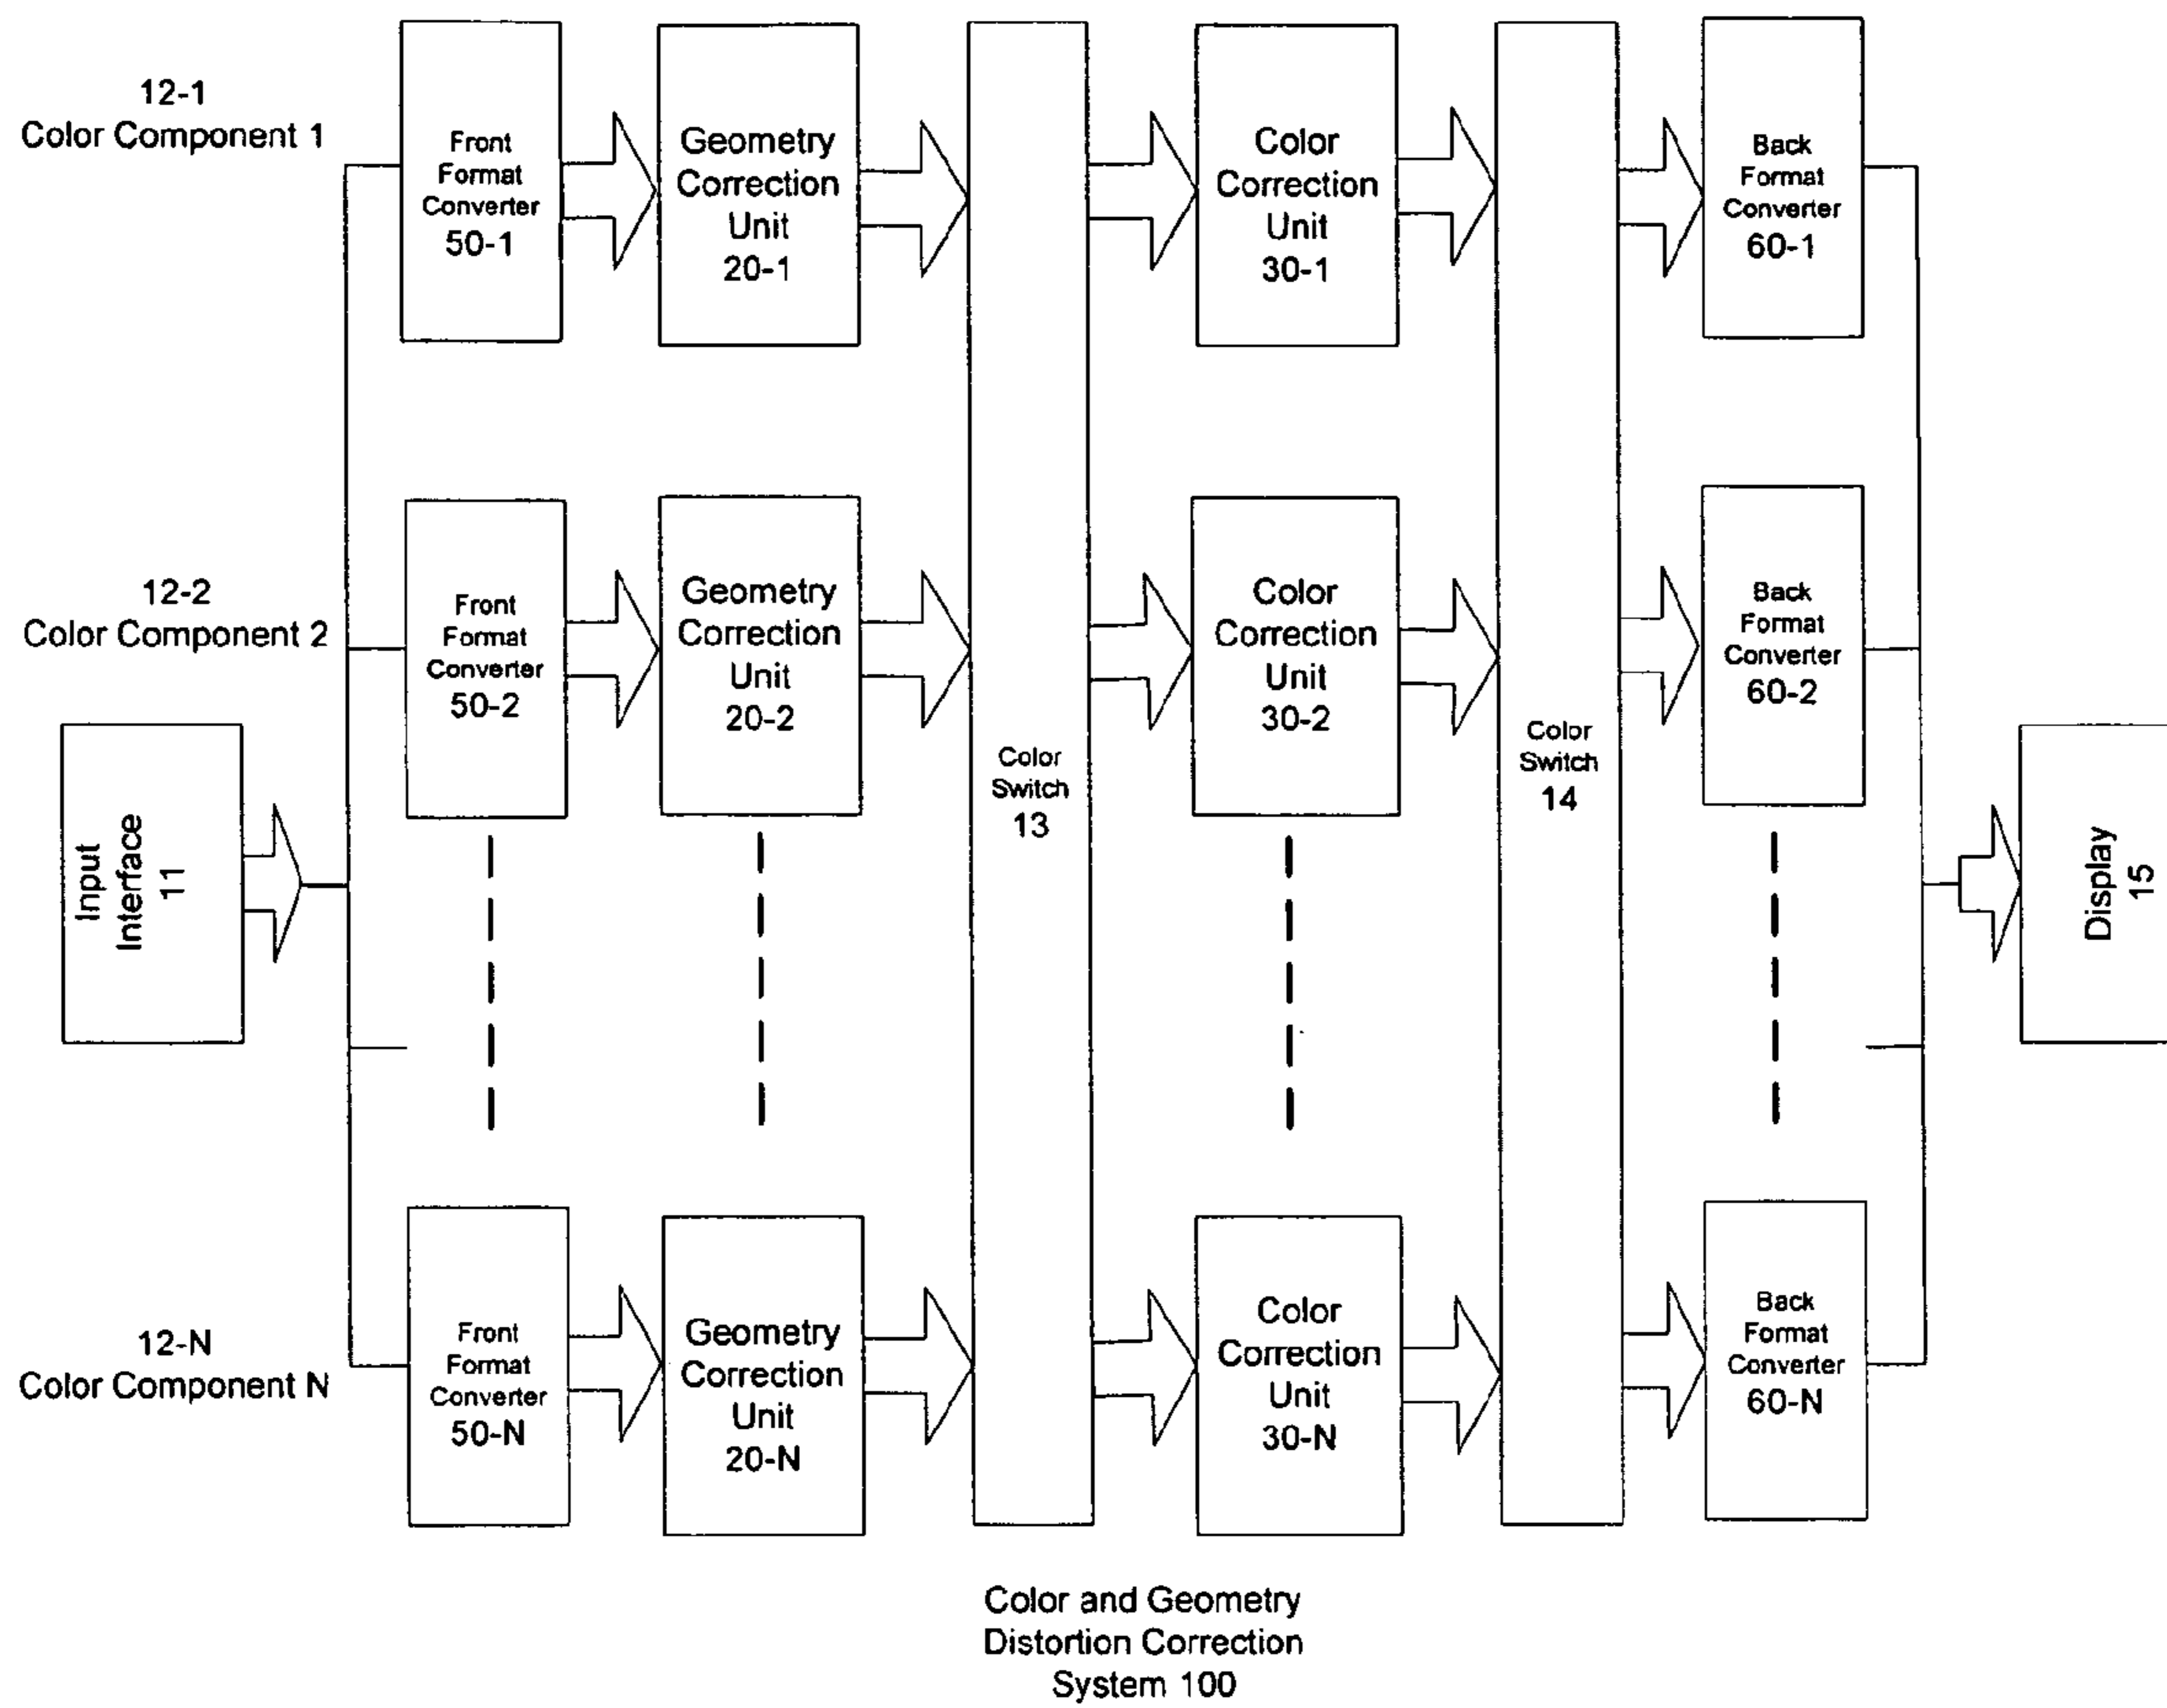 12-1
Color Component 1
Front
Format
Converter
50-1
Geometry
Correction
Unit
20-1
Color
Correction
Unit
30-1
Back
Format
Converter
60-1
12-2
Color Component 2
Front
Format
Converter
50-2
Geometry
Correction
Unit
20-2
Color
Switch
13
Color
Correction
Unit
30-2
Color
Switch
14
Back
Format
Converter
60-2
Input
Interface
11
Display
15
12-N
Color Component N
Front
Format
Converter
50-N
Geometry
Correction
Unit
20-N
Color
Correction
Unit
30-N
Back
Format
Converter
60-N
Color and Geometry
Distortion Correction
System 100